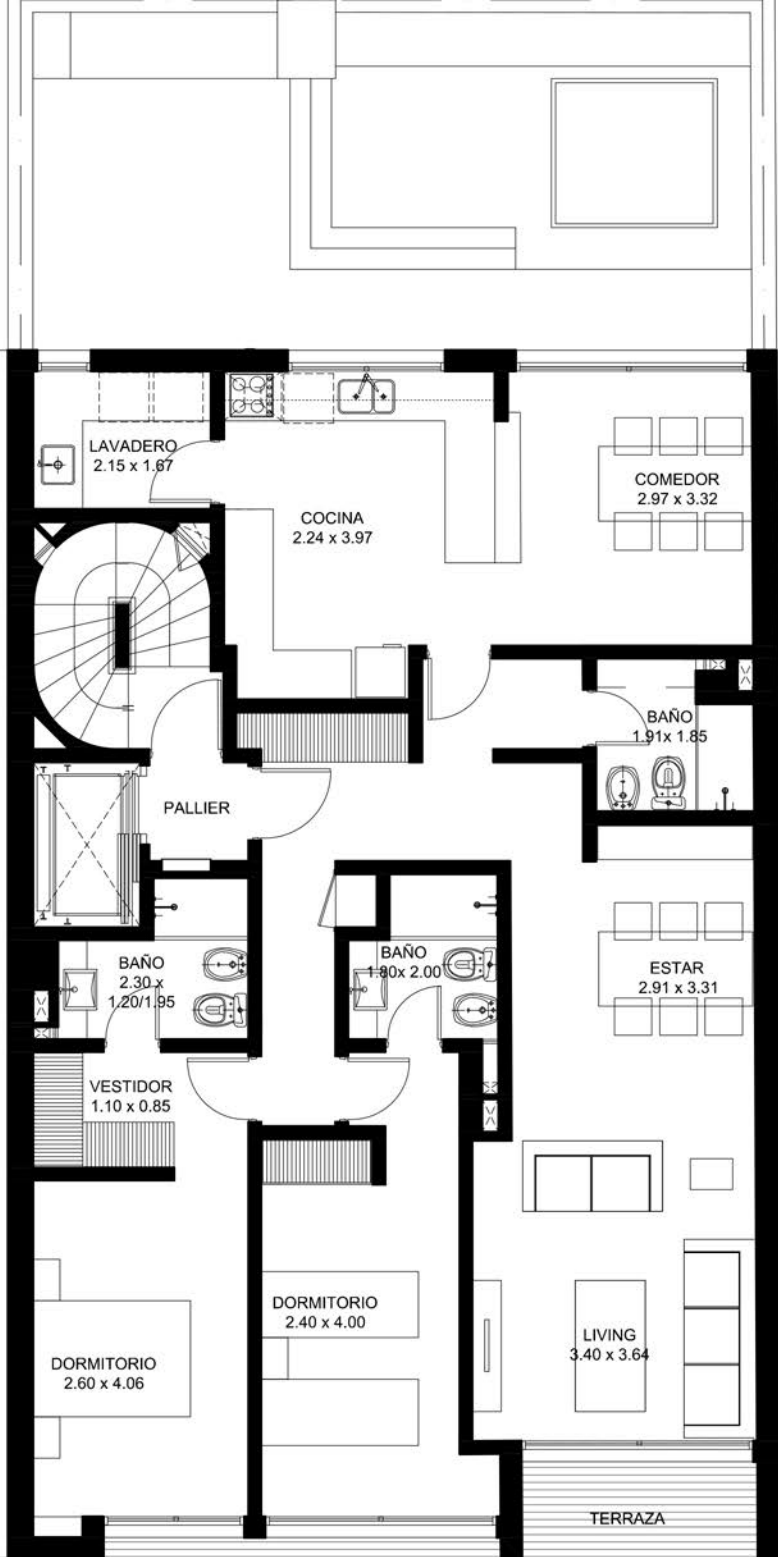 LAVADERO
2.15 x 1.67
COMEDOR
2.97 x 3.32
COCINA
2.24 x 3.97
BAÑO
1.91x 1.85
PALLIER
BAÑO
2.30 x
1.20/1.95
BAÑO
1.80x 2.00
ESTAR
2.91 x 3.31
VESTIDOR
1.10 x 0.85
DORMITORIO
2.40 x 4.00
LIVING
3.40 x 3.64
DORMITORIO
2.60 x 4.06
TERRAZA